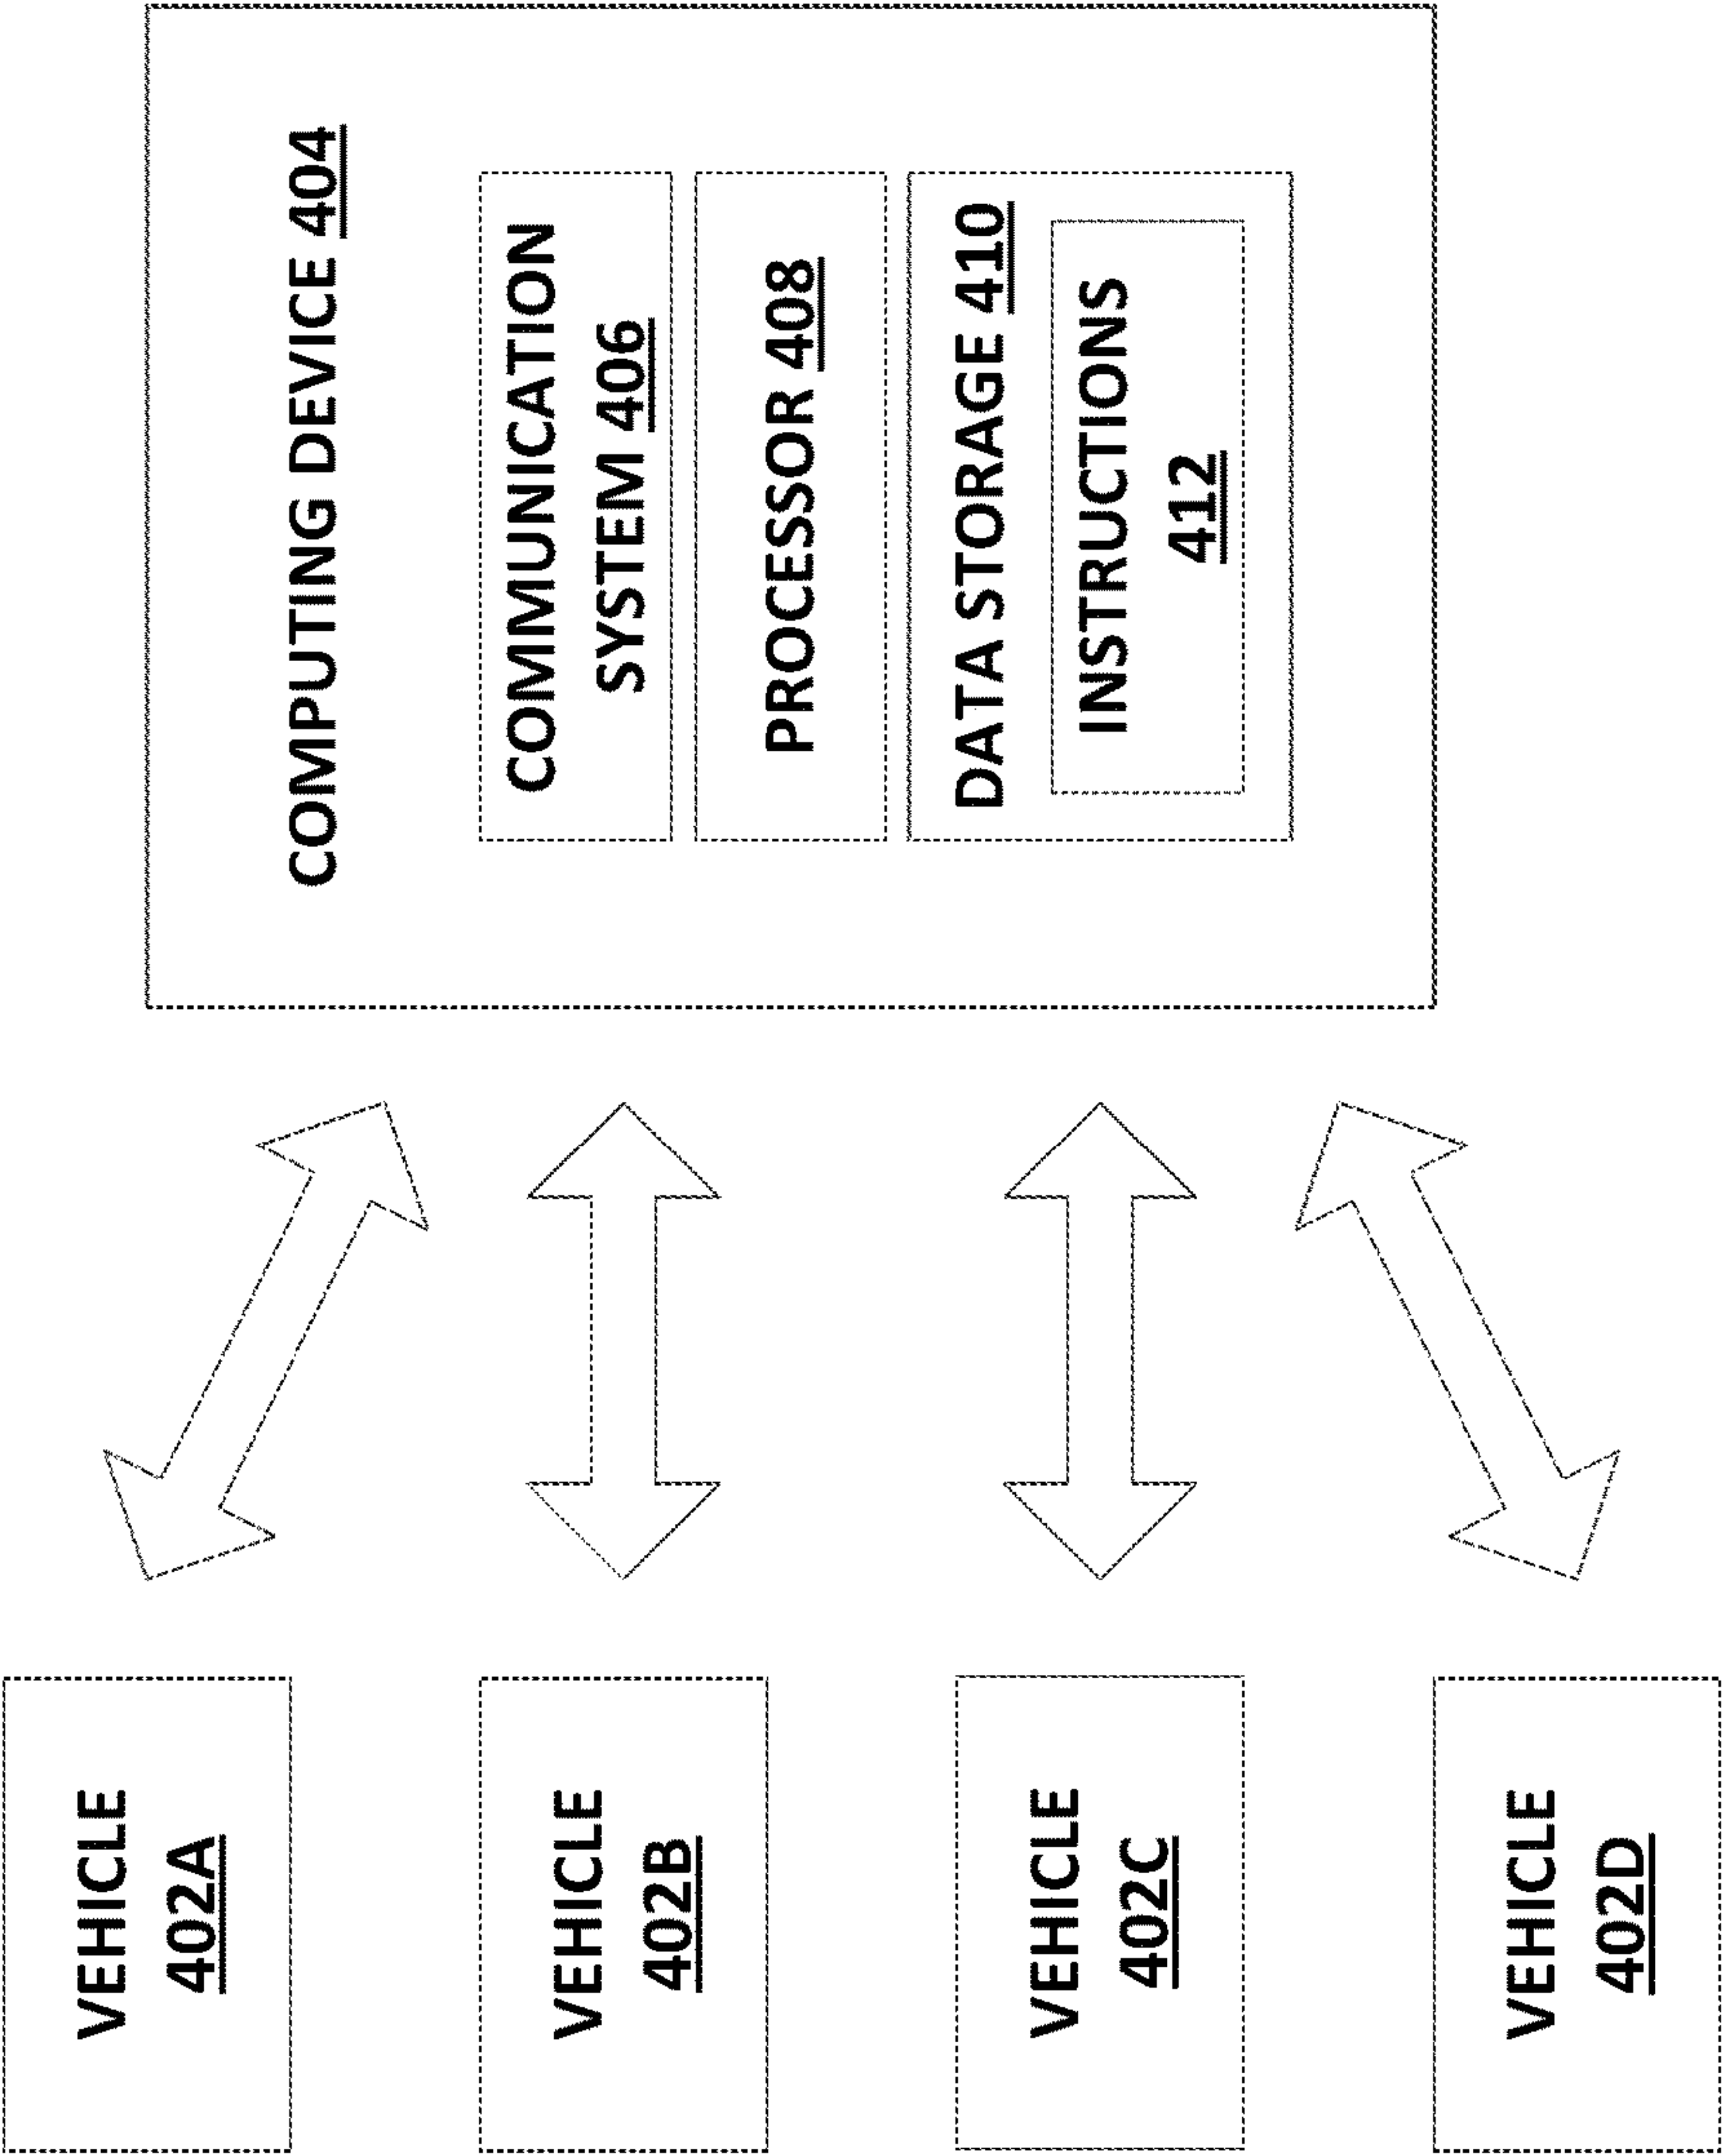 VEHICLE
402A
VEHICLE
402B
VEHICLE
402C
VEHICLE
402D
COMPUTING DEVICE 404
COMMUNICATION
SYSTEM 406
PROCESSOR 408
DATA STORAGE 410
INSTRUCTIONS
412